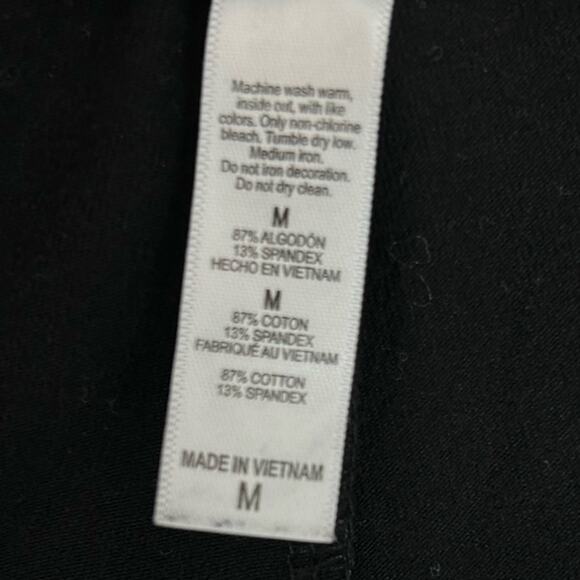 Machine wash warm,
inside out, with like
colors. Only non-chlorine
bleach. Tumble dry low.
Medium iron.
Do not iron decoration.
Do not dry clean.
M
87% ALGODÓN
13% SPANDEX
HECHO EN VIETNAM
M
87% COTON
13% SPANDEX
FABRIQUÉ AU VIETNAM
87% COTTON
13% SPANDEX
MADE IN VIETNAM
M